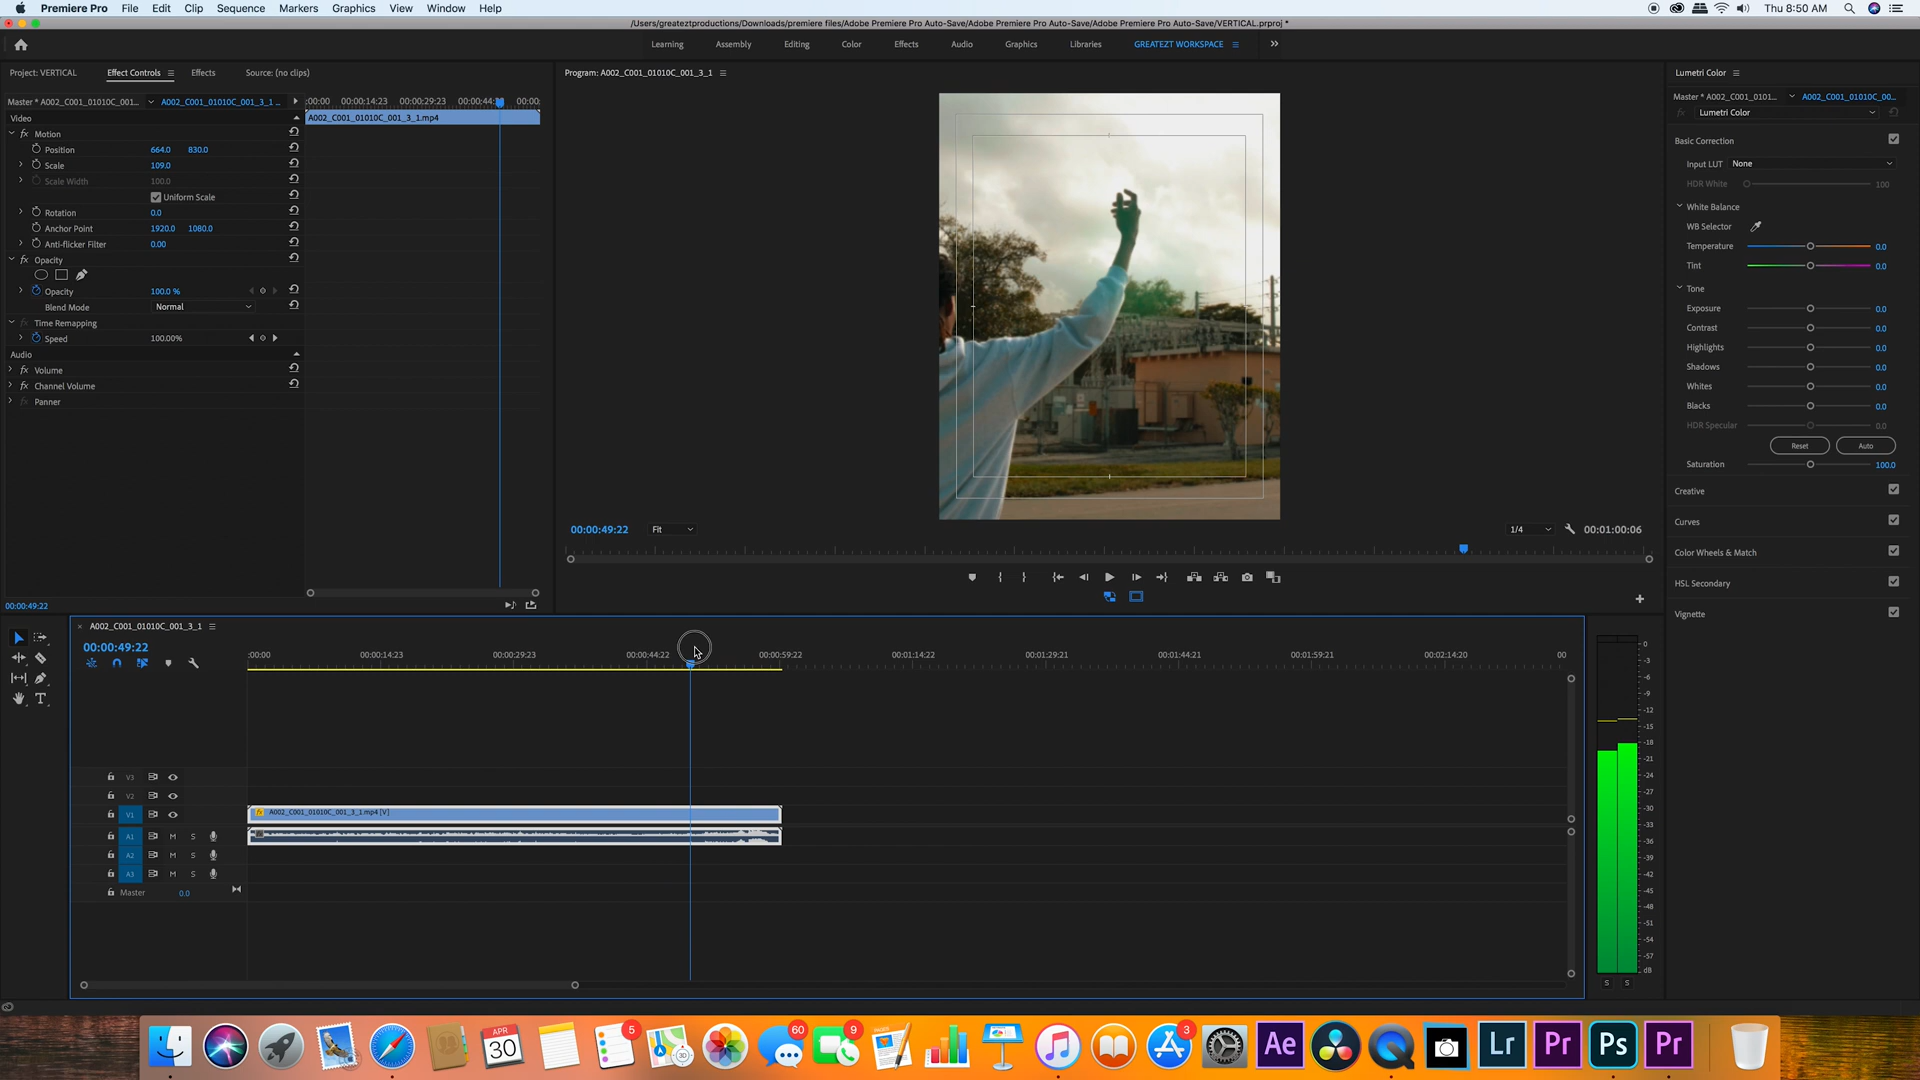 Premiere Pro File Edit Clip Sequence Markers Graphics View Window Help Thu 8:50 AM
/Users/greateztproductions/Downloads/premiere files/Adobe Premiere Pro Auto-Save/Adobe Premiere Pro Auto-Save/Adobe Premiere Pro Auto-Save/VERTICAL.prproj *
Learning Assembly Editing Color Effects Audio Graphics Libraries GREATEZT WORKSPACE
Project: VERTICAL Effect Controls Effects Source: (no clips)
Program: A002_C001_01010C_001_3_1
Lumetri Color
Master * A002_C001_01010C_001... A002_C001_01010C_001_3_1 ...
:00:00 00:00:14:23 00:00:29:23 00:00:44: 00:00:
Master * A002_C001_0101... A002_C001_01010C_00...
Video
A002_C001_01010C_001_3_1.mp4
Lumetri Color
Motion
Position 664.0 830.0
Scale 109.0
Scale Width 100.0
Uniform Scale
Rotation 0.0
Anchor Point 1920.0 1080.0
Anti-flicker Filter 0.00
Opacity
Opacity 100.0 %
Blend Mode Normal
Time Remapping
Speed 100.00%
Audio
Volume
Channel Volume
Panner
00:00:49:22
00:00:49:22 Fit 1/4 00:01:00:06
Basic Correction
Input LUT None
HDR White 100
White Balance
WB Selector
Temperature 0.0
Tint 0.0
Tone
Exposure 0.0
Contrast 0.0
Highlights 0.0
Shadows 0.0
Whites 0.0
Blacks 0.0
HDR Specular 0.0
Reset Auto
Saturation 100.0
Creative
Curves
Color Wheels & Match
HSL Secondary
Vignette
A002_C001_01010C_001_3_1
00:00:49:22
:00:00 00:00:14:23 00:00:29:23 00:00:44:22 00:00:59:22 00:01:14:22 00:01:29:21 00:01:44:21 00:01:59:21 00:02:14:20 00
V3
V2
V1 A002_C001_01010C_001_3_1.mp4 [V]
A1 M S
A2 M S
A3 M S
Master 0.0
0
-3
-6
-9
-12
-15
-18
-21
-24
-27
-30
-33
-36
-39
-42
-45
-48
-51
-54
-57
dB
S S
APR
30
5
30
60
9
PAGES
3
Ae
Lr
Pr
Ps
Pr